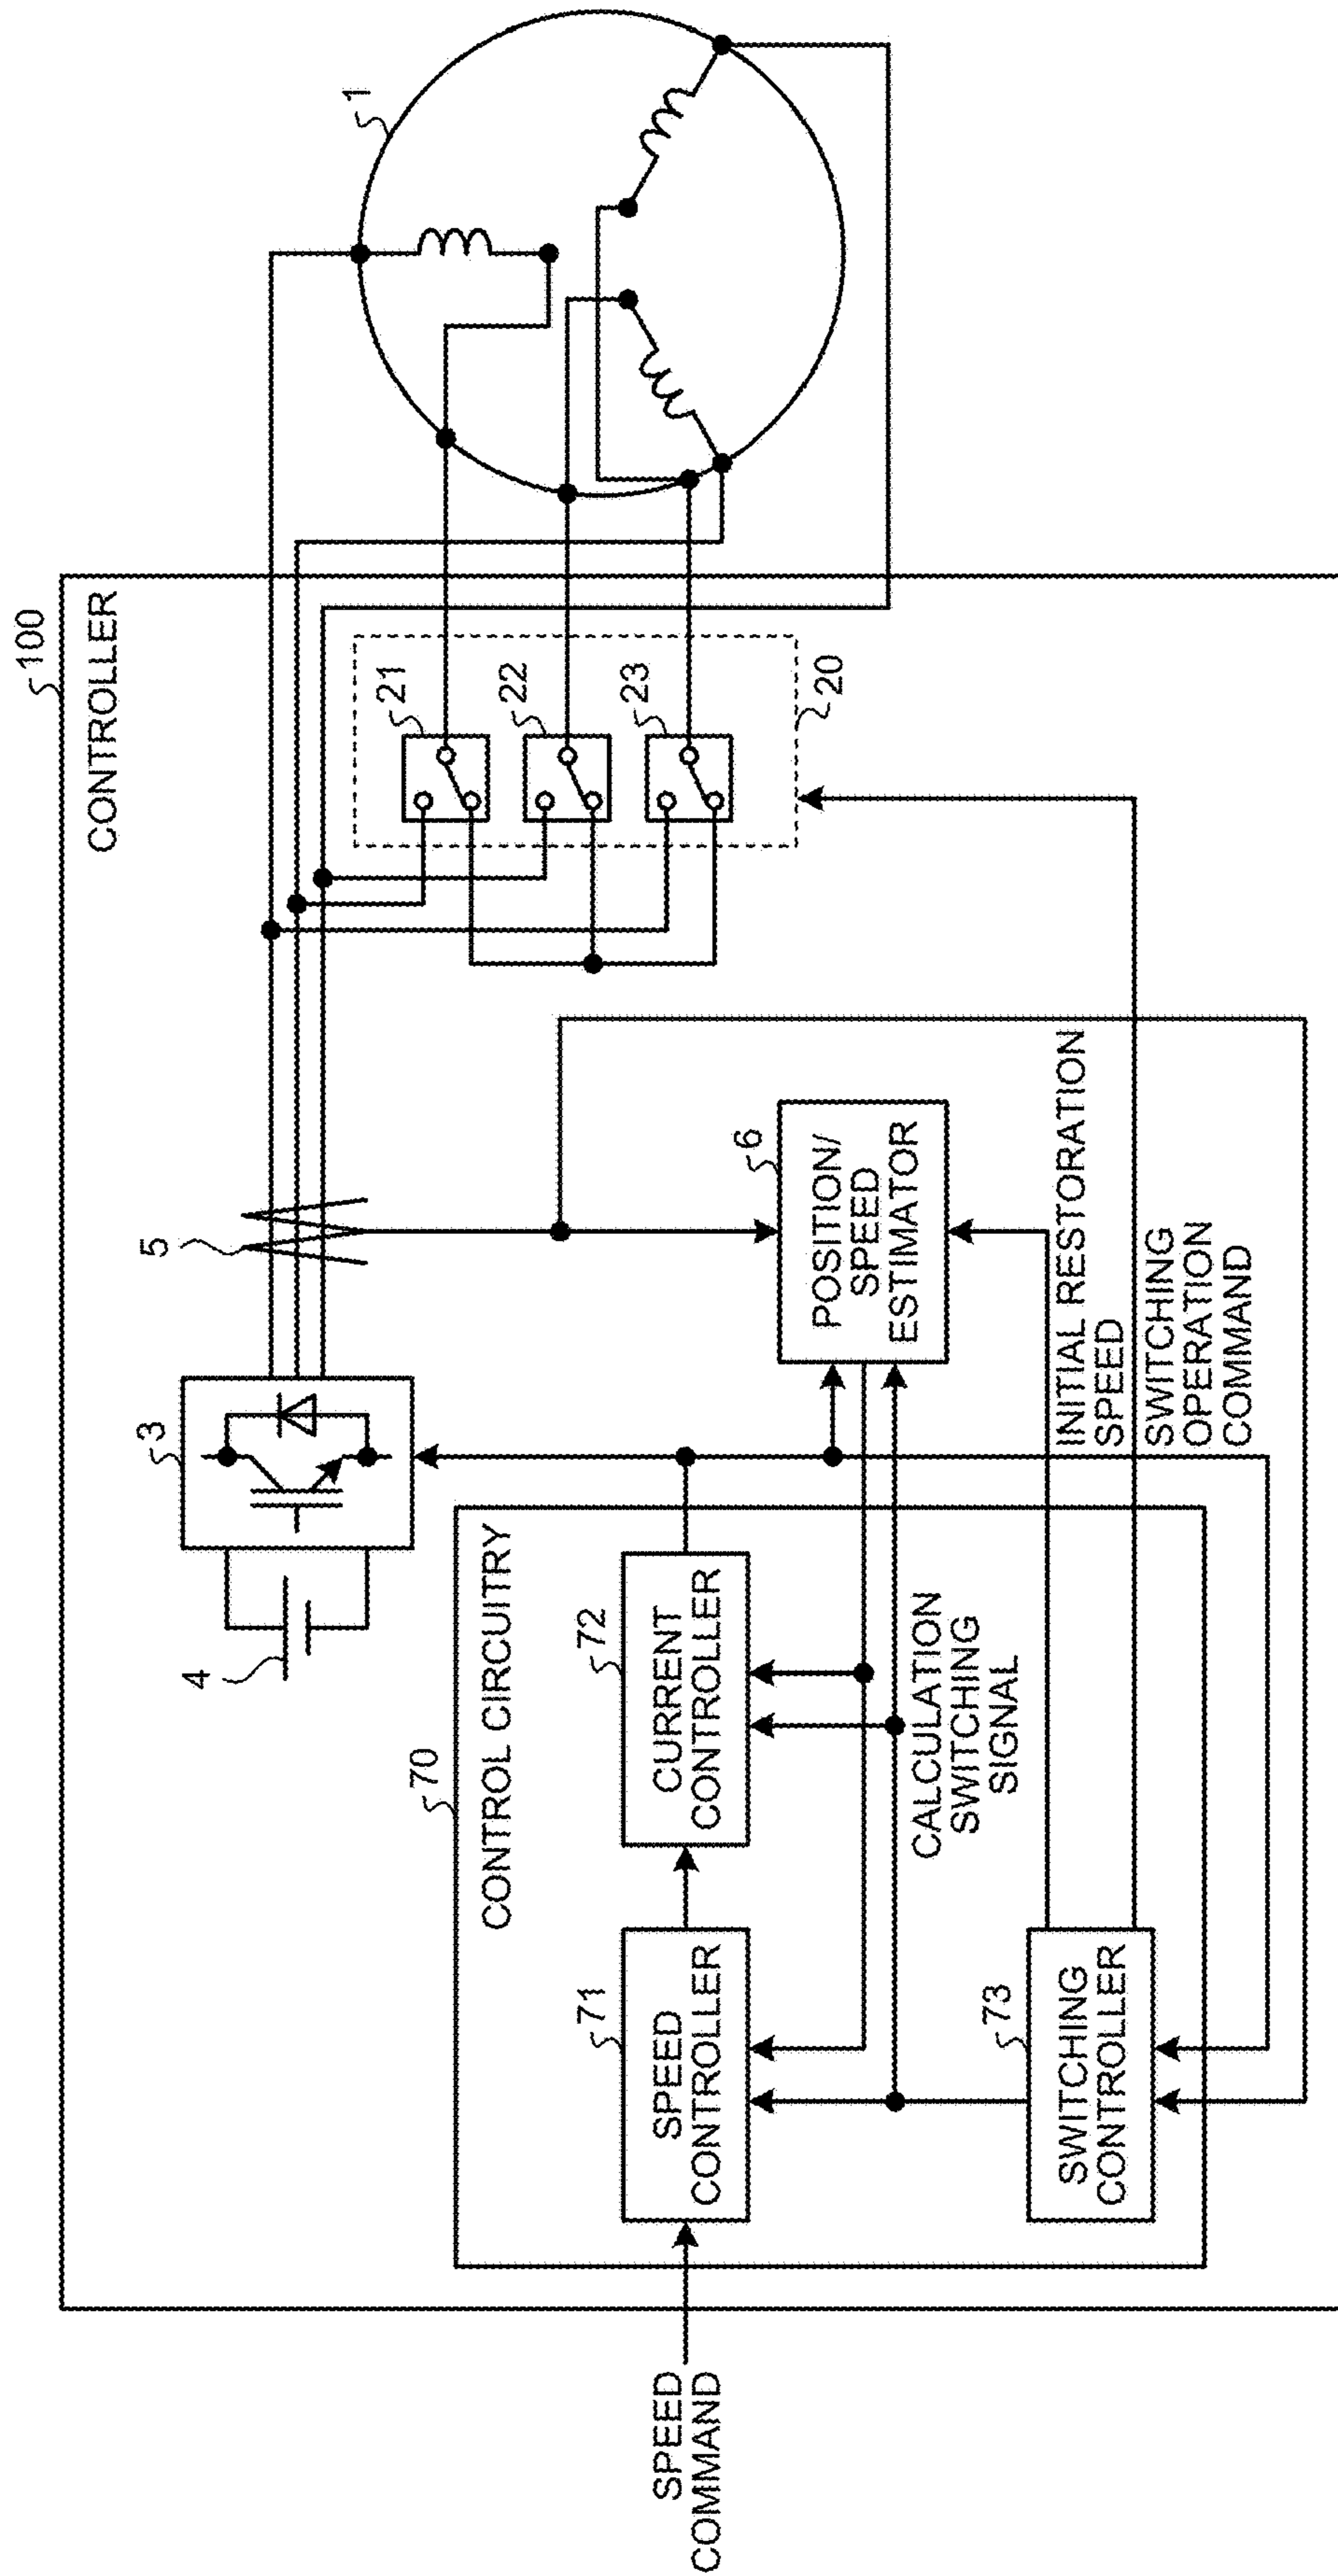 100
CONTROLLER
1
21
22
23
20
5
3
4
6
POSITION/
SPEED
ESTIMATOR
70
CONTROL CIRCUITRY
72
CURRENT
CONTROLLER
71
SPEED
CONTROLLER
CALCULATION
SWITCHING
SIGNAL
INITIAL RESTORATION
SPEED
SWITCHING
OPERATION
COMMAND
73
SWITCHING
CONTROLLER
SPEED
COMMAND